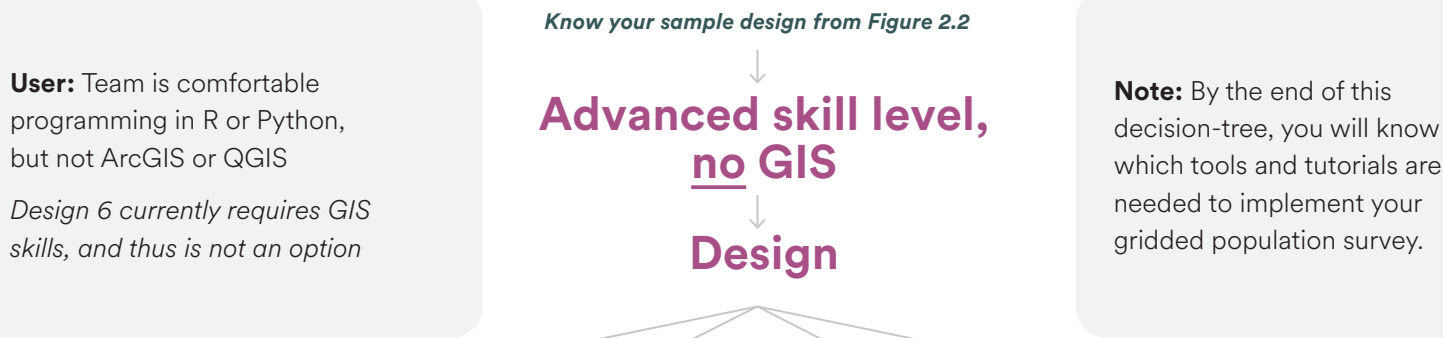 User: Team is comfortable
programming in R or Python,
but not ArcGIS or QGIS
Design 6 currently requires GIS
skills, and thus is not an option
Know your sample design from Figure 2.2
Advanced skill level,
no GIS
Design
Note: By the end of this
decision-tree, you will know
which tools and tutorials are
needed to implement your
gridded population survey.